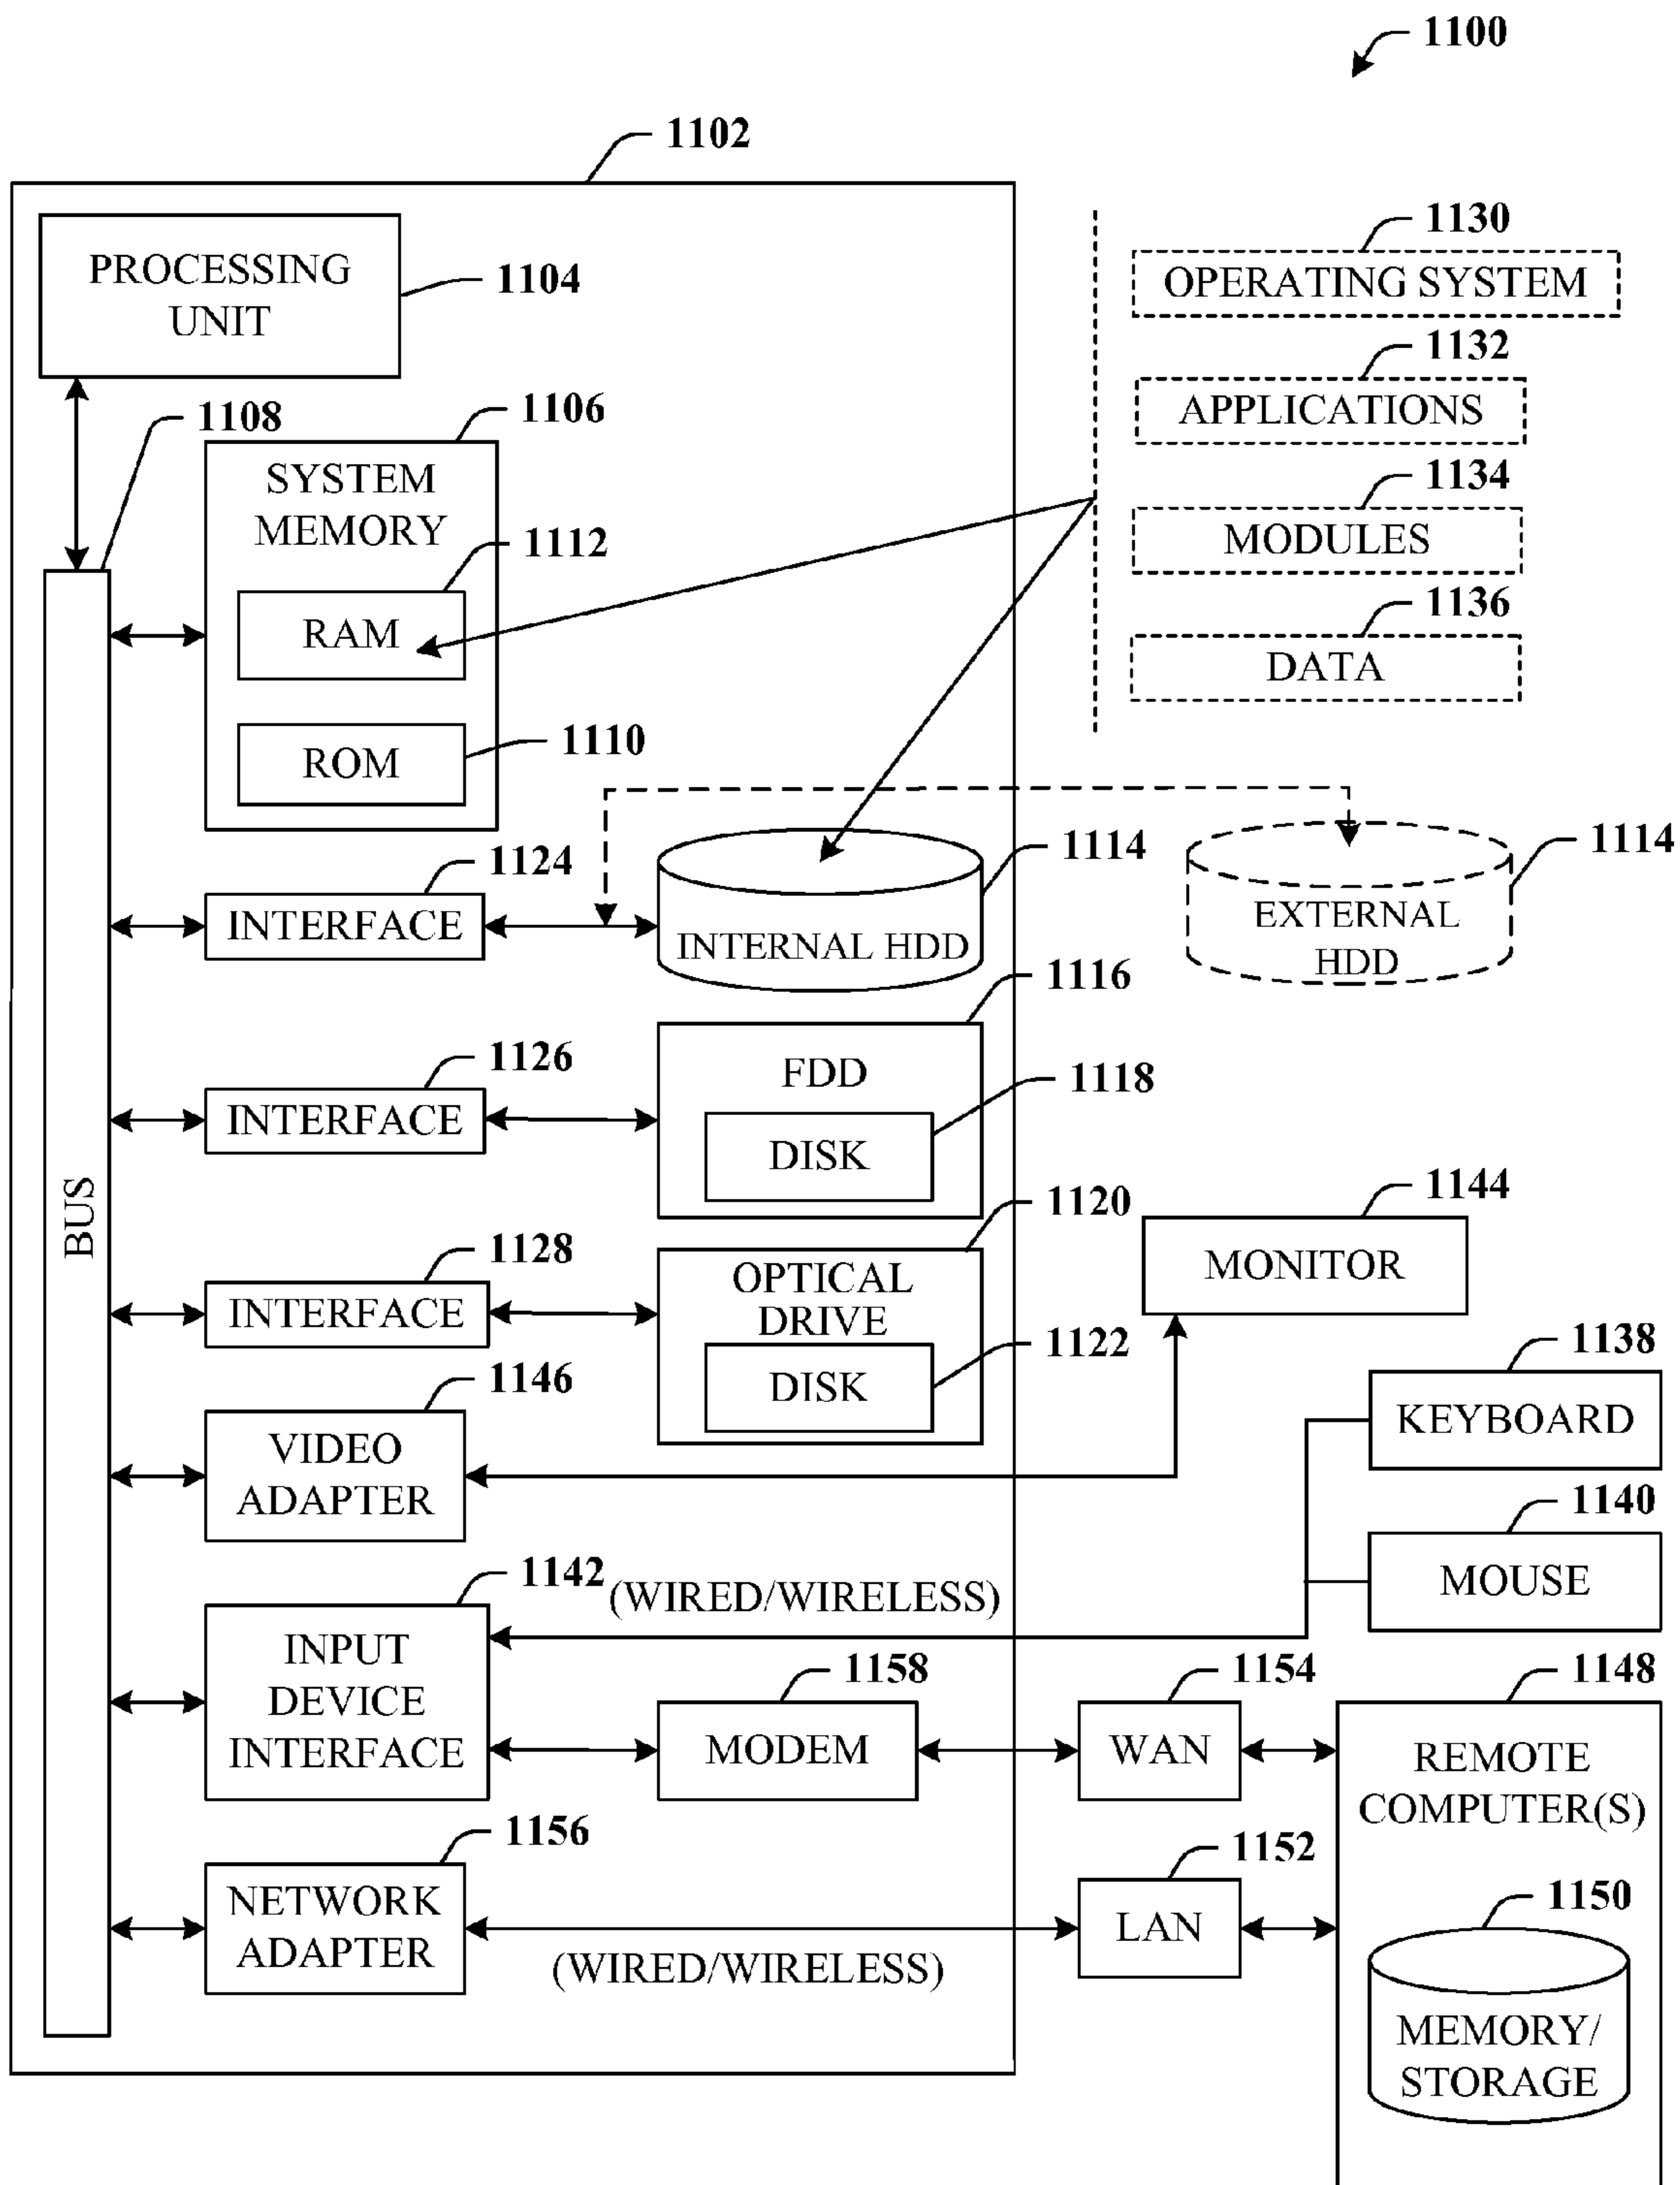 1100
1102
PROCESSING
UNIT
1104
1130
OPERATING SYSTEM
1132
APPLICATIONS
1134
MODULES
1136
DATA
1108
1106
SYSTEM
MEMORY
1112
RAM
1110
ROM
BUS
1124
INTERFACE
1114
INTERNAL HDD
1114
EXTERNAL
HDD
1116
1126
INTERFACE
FDD
1118
DISK
1120
1128
INTERFACE
OPTICAL
DRIVE
1122
DISK
1144
MONITOR
1146
VIDEO
ADAPTER
1138
KEYBOARD
1140
MOUSE
1142
(WIRED/WIRELESS)
INPUT
DEVICE
INTERFACE
1158
MODEM
1154
WAN
1148
REMOTE
COMPUTER(S)
1156
NETWORK
ADAPTER
(WIRED/WIRELESS)
1152
LAN
1150
MEMORY/
STORAGE